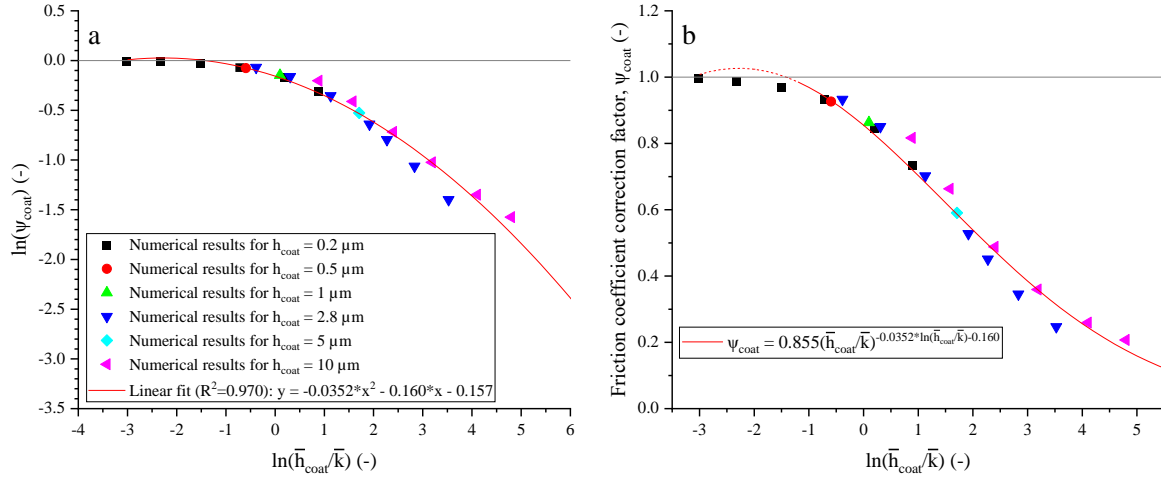 a
0.5
0.0
-0.5
-1.0
-1.5
-2.0
-2.5
-3.0
-3.5
ln(ψcoat) (-)
Numerical results for hcoat = 0.2 µm
Numerical results for hcoat = 0.5 µm
Numerical results for hcoat = 1 µm
Numerical results for hcoat = 2.8 µm
Numerical results for hcoat = 5 µm
Numerical results for hcoat = 10 µm
Linear fit (R²=0.970): y = -0.0352*x² - 0.160*x - 0.157
-4 -3 -2 -1 0 1 2 3 4 5 6
ln(h̄coat/k̄) (-)
b
1.2
1.0
0.8
0.6
0.4
0.2
0.0
Friction coefficient correction factor, ψcoat (-)
ψcoat = 0.855(h̄coat/k̄)^-0.0352*ln(h̄coat/k̄)-0.160
-3 -2 -1 0 1 2 3 4 5
ln(h̄coat/k̄) (-)